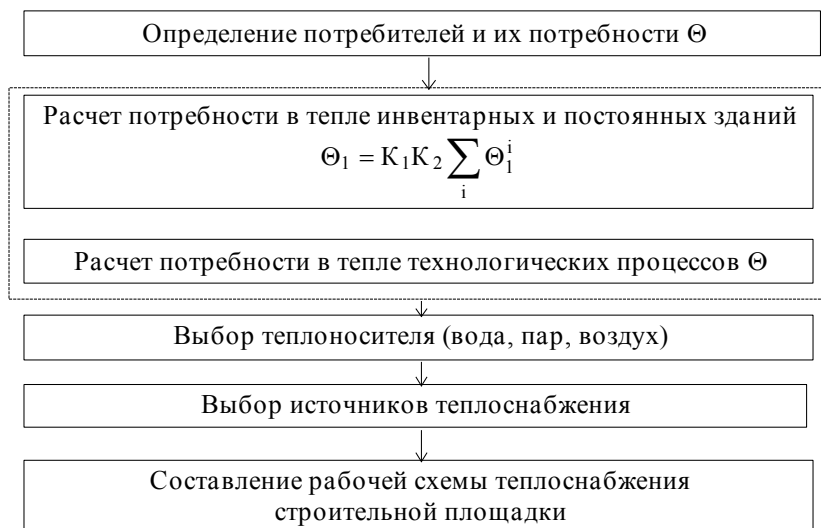 Определение потребителей и их потребности Θ
Расчет потребности в тепле инвентарных и постоянных зданий
Θ₁ = К₁К₂ ∑ᵢ Θ₁ⁱ
Расчет потребности в тепле технологических процессов Θ
Выбор теплоносителя (вода, пар, воздух)
Выбор источников теплоснабжения
Составление рабочей схемы теплоснабжения
строительной площадки